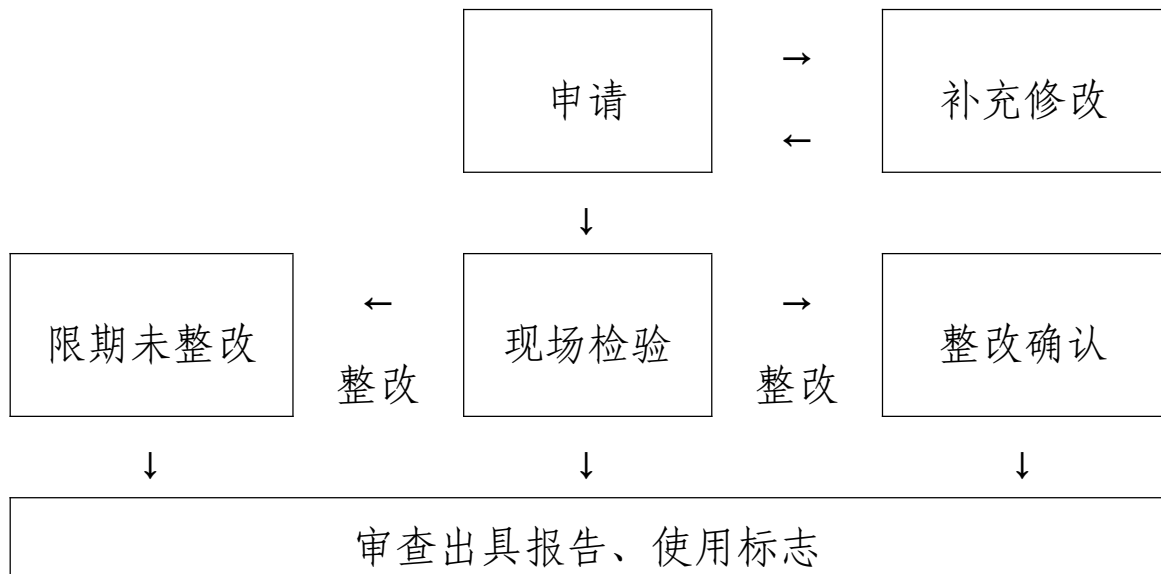 申请
→
补充修改
←
↓
限期未整改
←
整改
现场检验
→
整改
整改确认
↓ ↓ ↓
审查出具报告、使用标志